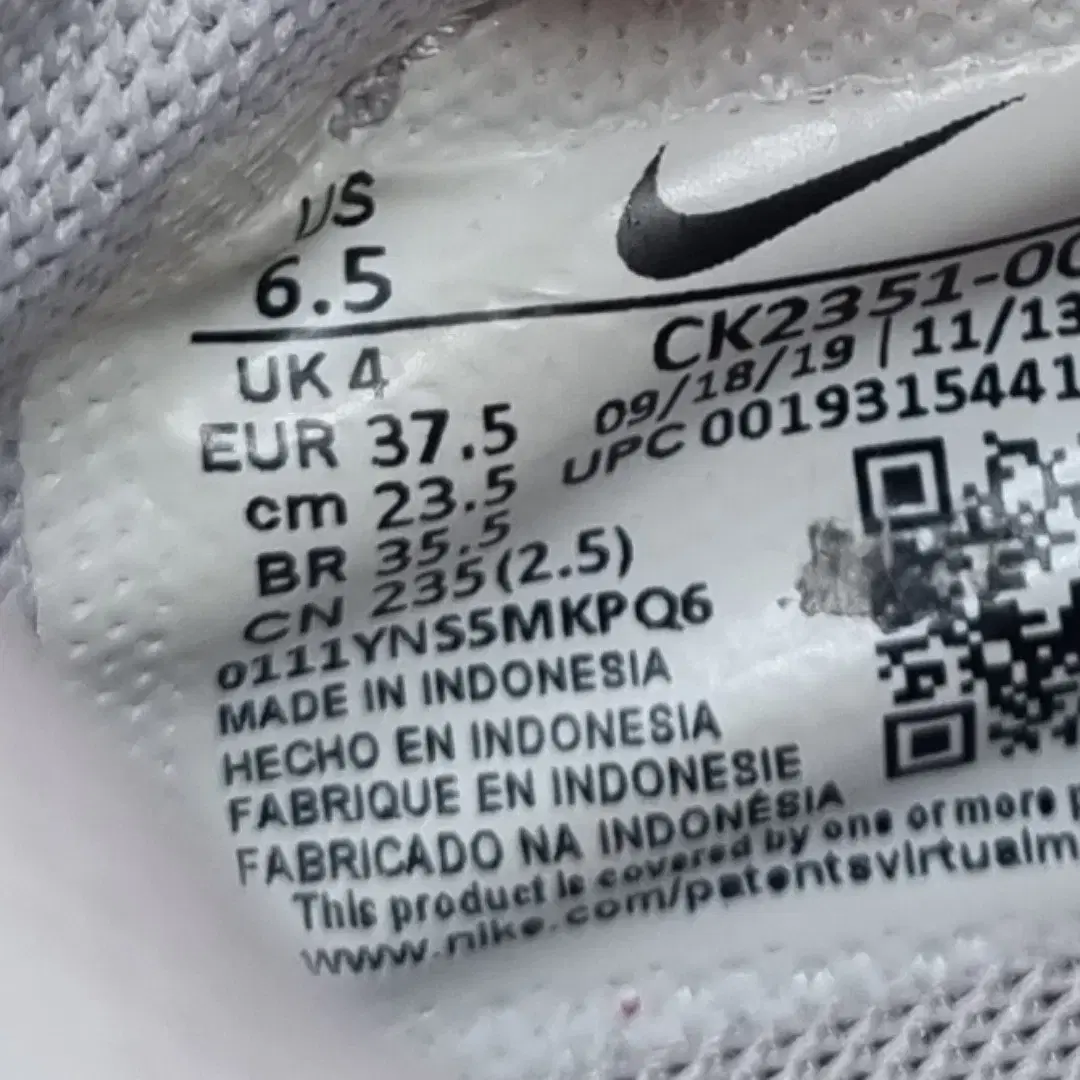 US
6.5
UK 4
EUR 37.5
cm 23.5
BR 35.5
CN 235(2.5)
0111YNS5MKPQ6
MADE IN INDONESIA
HECHO EN INDONESIA
FABRIQUE EN INDONESIE
FABRICADO NA INDONÉSIA
This product is covered by one or more
www.nike.com/patentsvirtualm
CK2351-00
09/18/19 | 11/13
UPC 0019315441